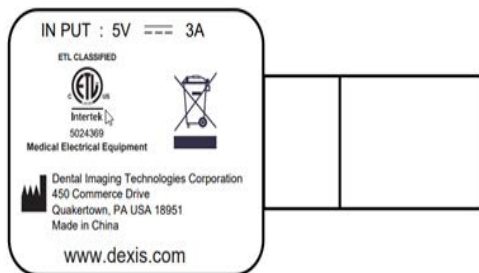 IN PUT : 5V ⎓ 3A
ETL CLASSIFIED
ETL
C US
Intertek
5024369
Medical Electrical Equipment
Dental Imaging Technologies Corporation
450 Commerce Drive
Quakertown, PA USA 18951
Made in China
www.dexis.com